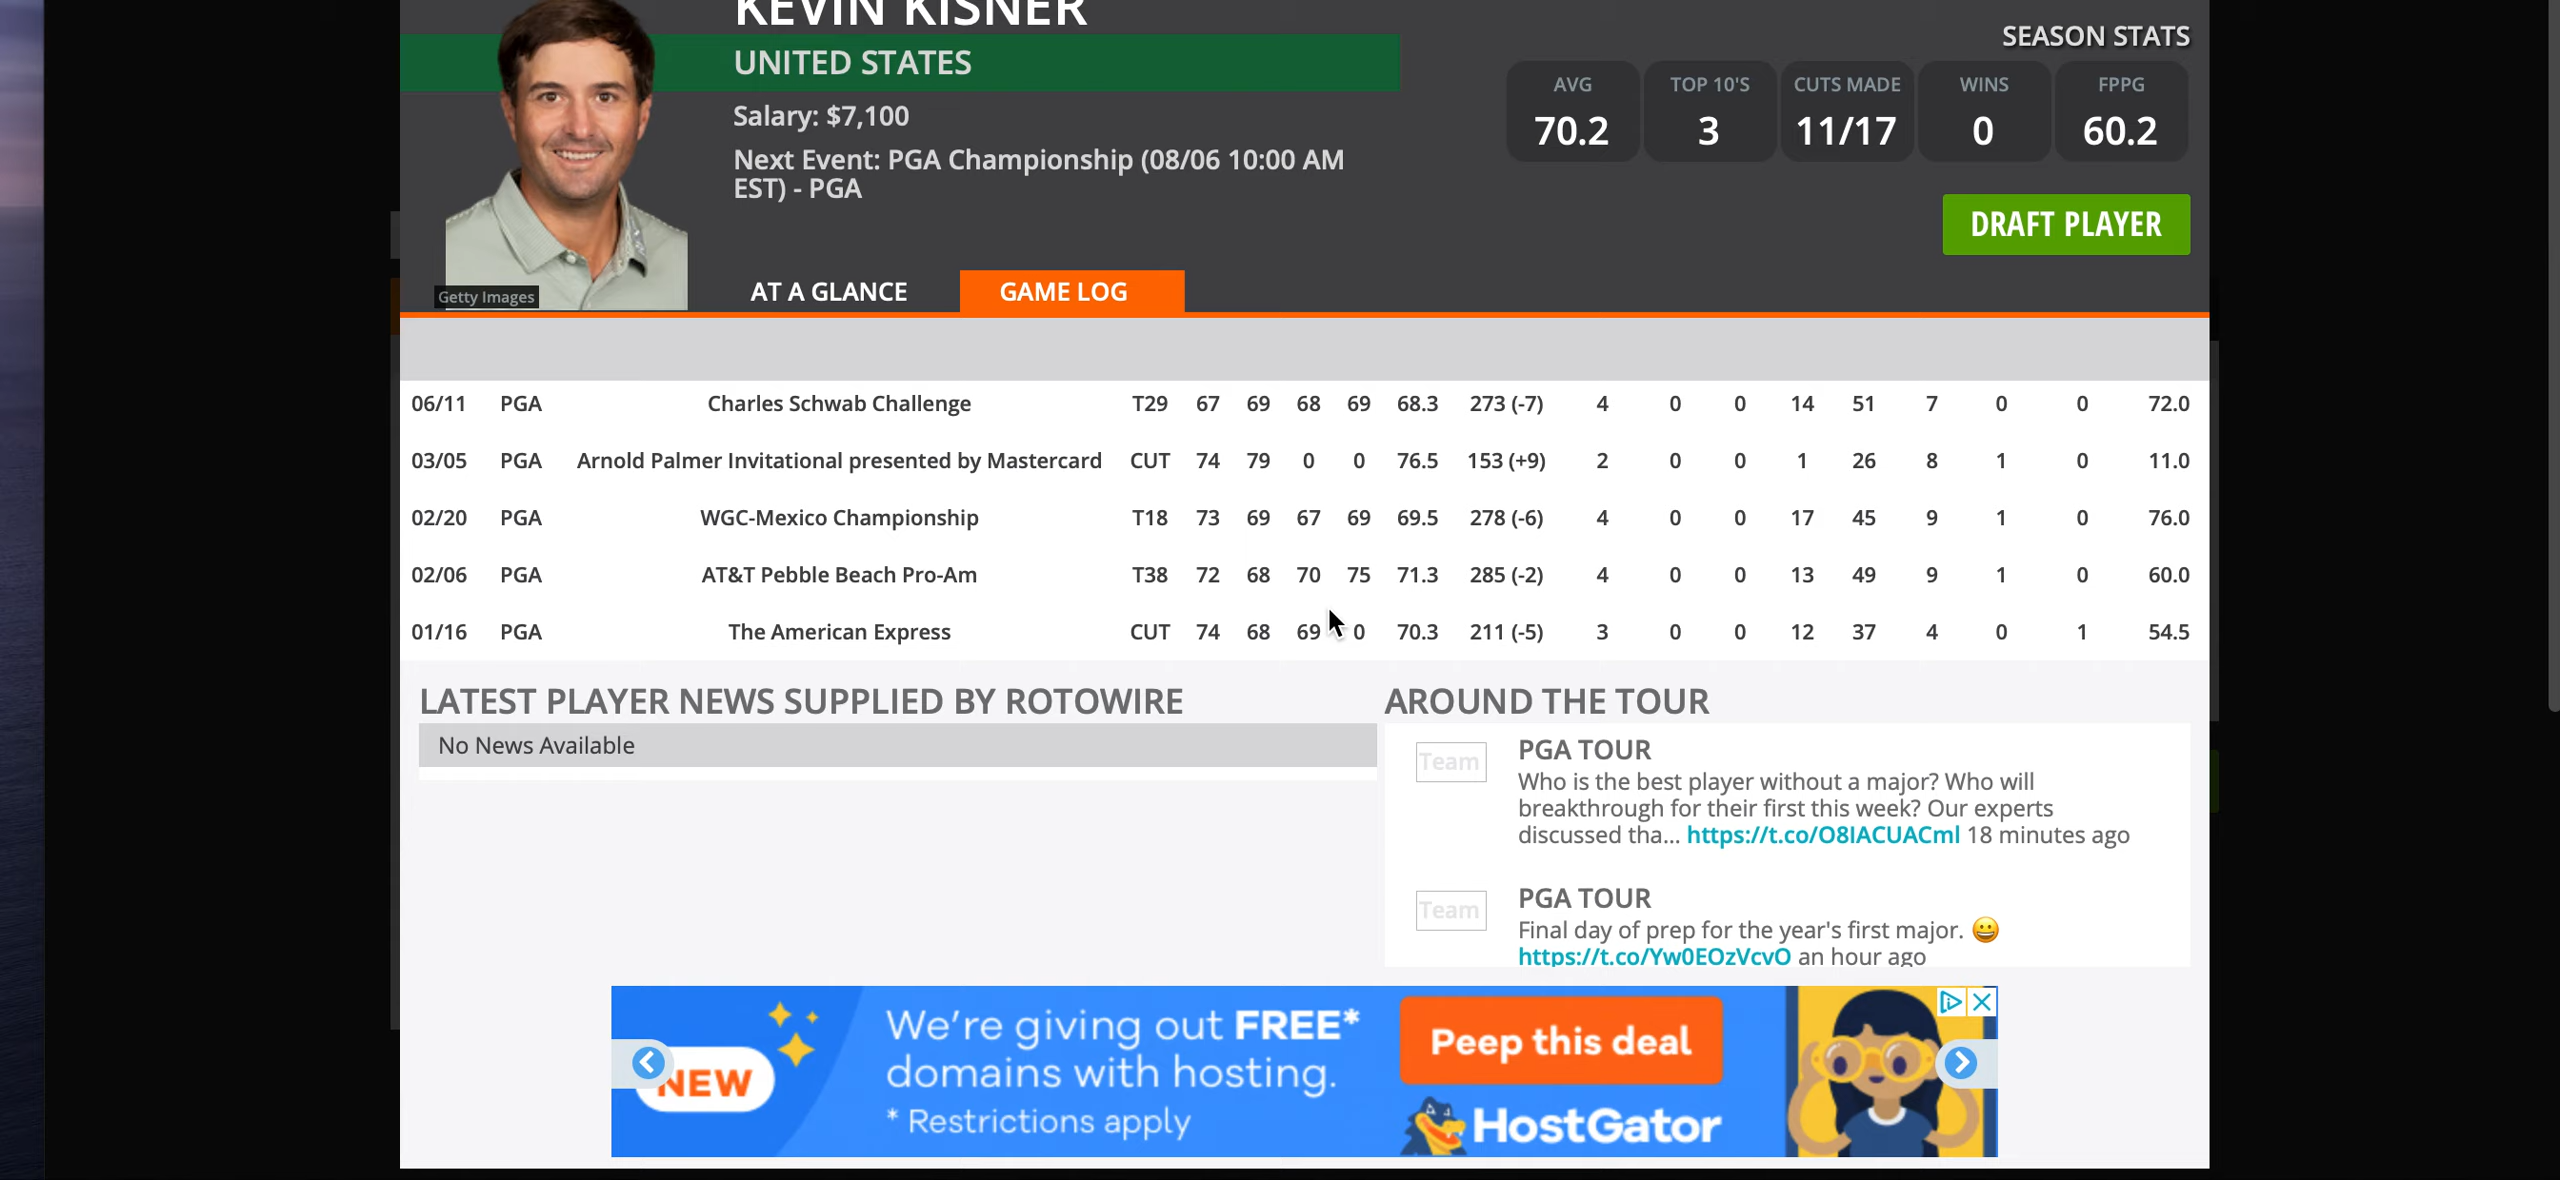 KEVIN KISNER
UNITED STATES
Salary: $7,100
Next Event: PGA Championship (08/06 10:00 AM
EST) - PGA
SEASON STATS
AVG TOP 10'S CUTS MADE WINS FPPG
70.2 3 11/17 0 60.2
DRAFT PLAYER
Getty Images
AT A GLANCE GAME LOG
06/11 PGA Charles Schwab Challenge T29 67 69 68 69 68.3 273 (-7) 4 0 0 14 51 7 0 0 72.0
03/05 PGA Arnold Palmer Invitational presented by Mastercard CUT 74 79 0 0 76.5 153 (+9) 2 0 0 1 26 8 1 0 11.0
02/20 PGA WGC-Mexico Championship T18 73 69 67 69 69.5 278 (-6) 4 0 0 17 45 9 1 0 76.0
02/06 PGA AT&T Pebble Beach Pro-Am T38 72 68 70 75 71.3 285 (-2) 4 0 0 13 49 9 1 0 60.0
01/16 PGA The American Express CUT 74 68 69 0 70.3 211 (-5) 3 0 0 12 37 4 0 1 54.5
LATEST PLAYER NEWS SUPPLIED BY ROTOWIRE
No News Available
AROUND THE TOUR
Team
PGA TOUR
Who is the best player without a major? Who will
breakthrough for their first this week? Our experts
discussed tha... https://t.co/O8IACUACml 18 minutes ago
Team
PGA TOUR
Final day of prep for the year's first major. 😀
https://t.co/Yw0EOzVcvO an hour ago
NEW
We're giving out FREE*
domains with hosting.
* Restrictions apply
Peep this deal
HostGator